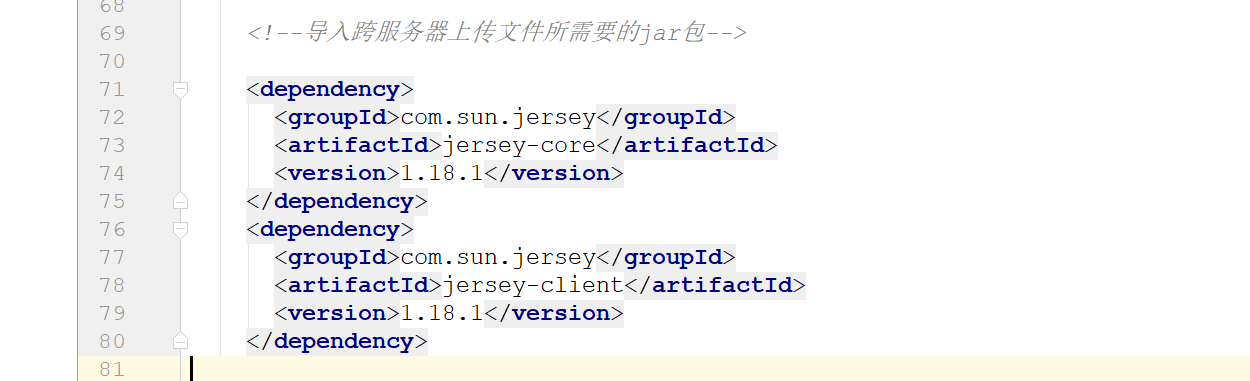 68
69 <!--导入跨服务器上传文件所需要的jar包-->
70
71 <dependency>
72 <groupId>com.sun.jersey</groupId>
73 <artifactId>jersey-core</artifactId>
74 <version>1.18.1</version>
75 </dependency>
76 <dependency>
77 <groupId>com.sun.jersey</groupId>
78 <artifactId>jersey-client</artifactId>
79 <version>1.18.1</version>
80 </dependency>
81